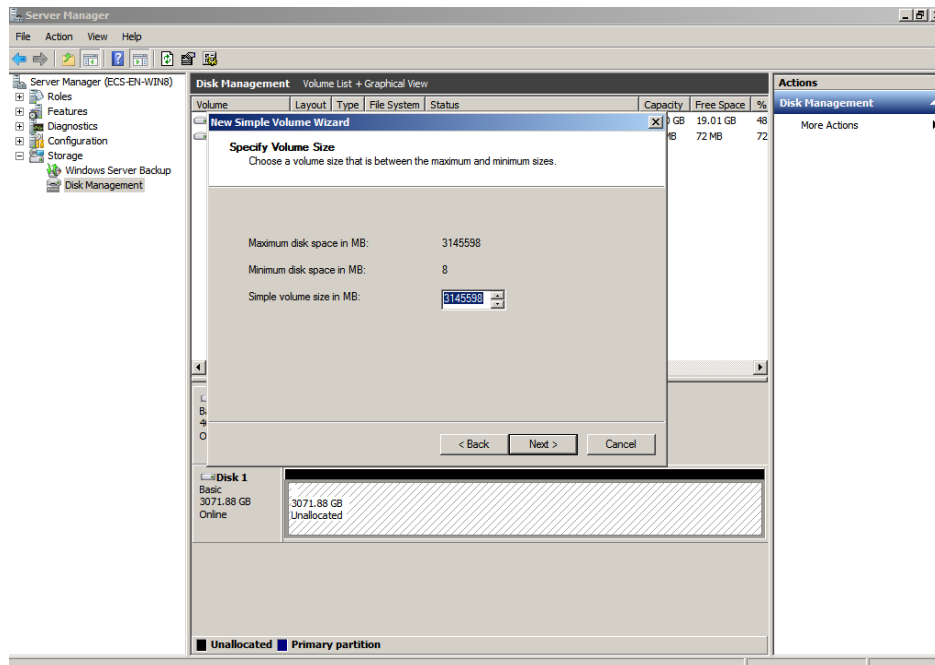 Server Manager
File Action View Help
Server Manager (ECS-EN-WIN8)
Roles
Features
Diagnostics
Configuration
Storage
Windows Server Backup
Disk Management
Disk Management Volume List + Graphical View
Volume Layout Type File System Status Capacity Free Space %
GB 19.01 GB 48
MB 72 MB 72
New Simple Volume Wizard
Specify Volume Size
Choose a volume size that is between the maximum and minimum sizes.
Maximum disk space in MB: 3145598
Minimum disk space in MB: 8
Simple volume size in MB: 3145598
< Back Next > Cancel
Disk 1
Basic
3071.88 GB
Online
3071.88 GB
Unallocated
Unallocated Primary partition
Actions
Disk Management
More Actions